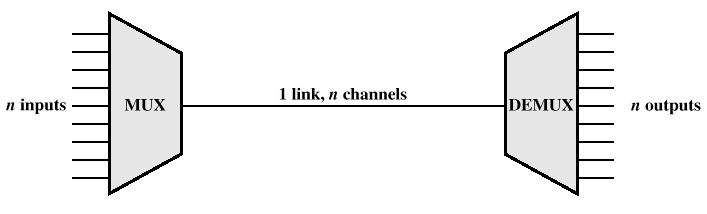 1 link, n channels
n inputs
MUX
DEMUX
n outputs